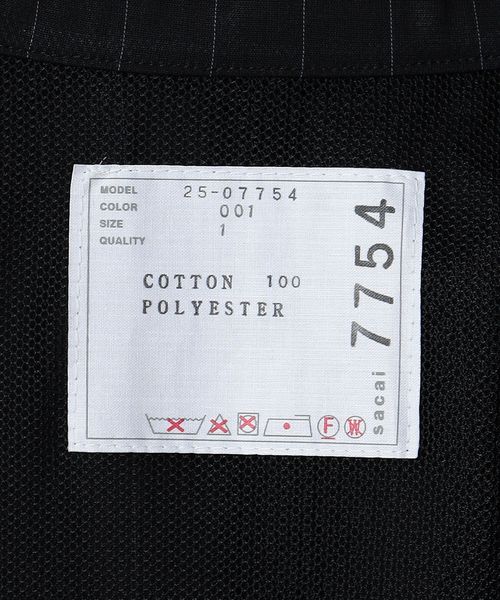 MODEL 25-07754
COLOR 001
SIZE 1
QUALITY
COTTON 100
POLYESTER
F
W
sacai 7754